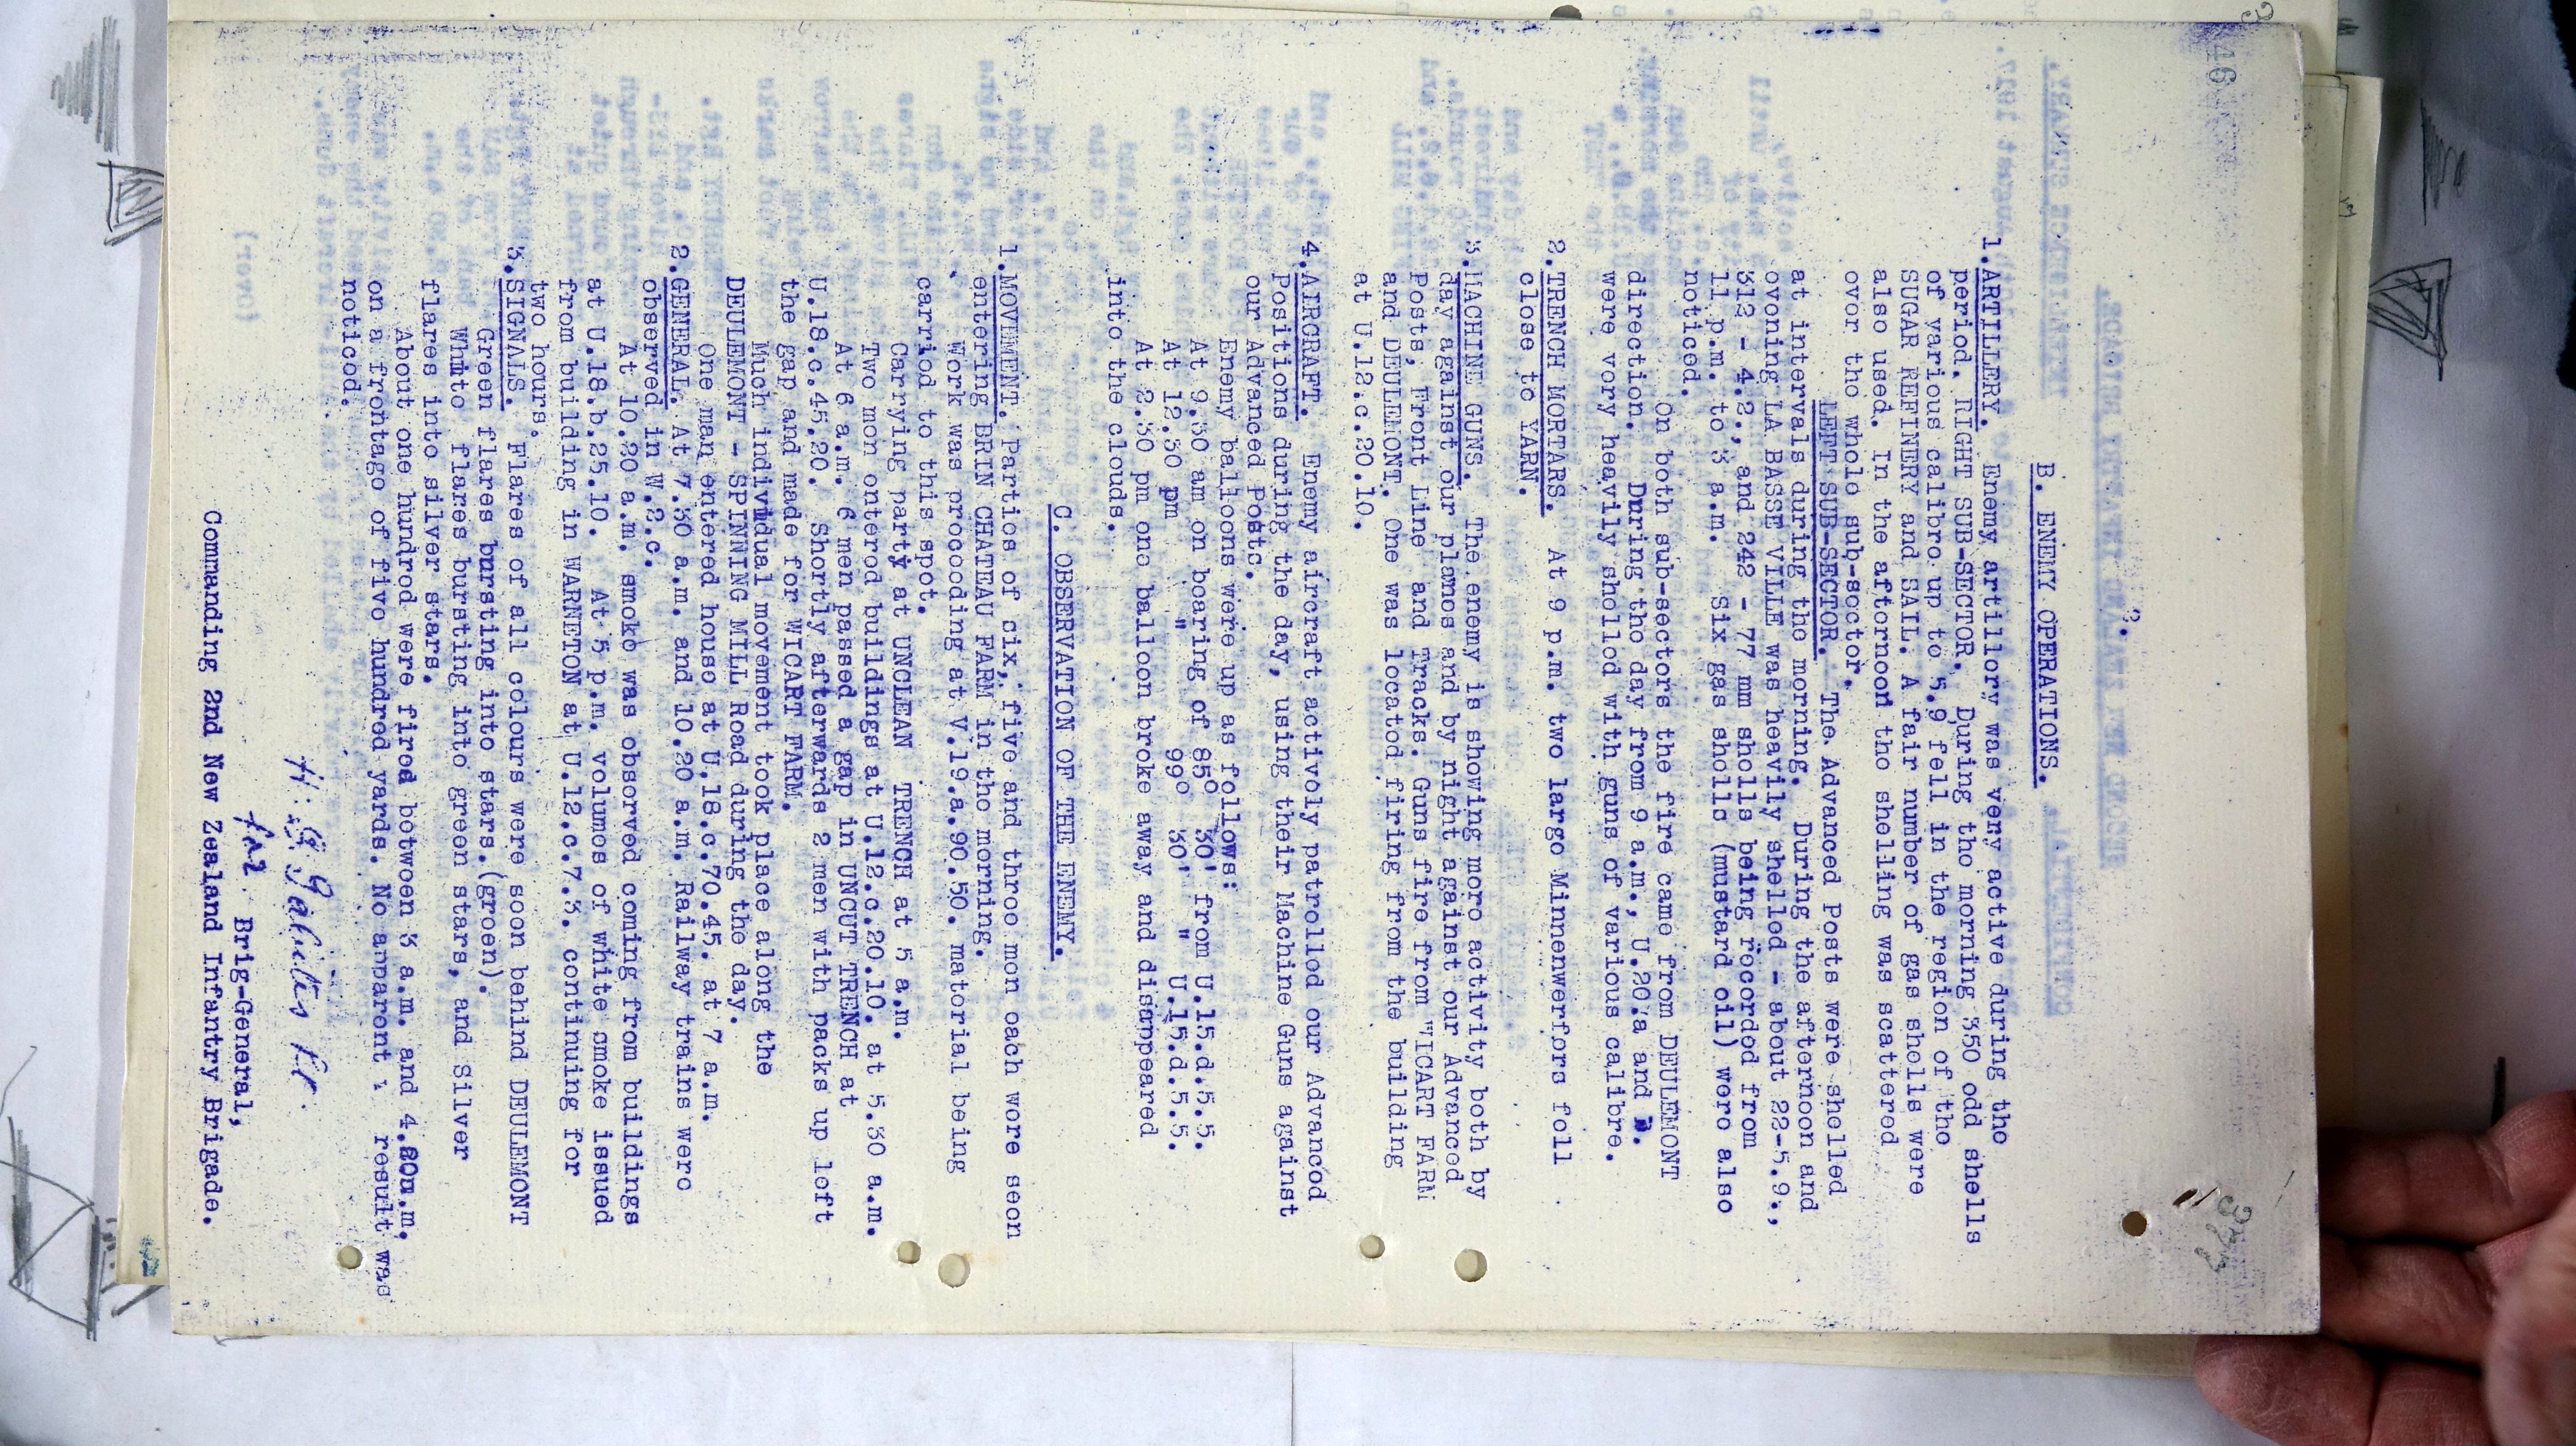 46
2.
B. ENEMY OPERATIONS.
1.ARTILLERY. Enemy artillery was very active during the
period. RIGHT SUB-SECTOR. During the morning 350 odd shells
of various calibre up to 5.9 fell in the region of the
SUGAR REFINERY and SAIL. A fair number of gas shells were
also used. In the afternoon the shelling was scattered
over the whole sub-sector.
LEFT SUB-SECTOR. The Advanced Posts were shelled
at intervals during the morning. During the afternoon and
evening LA BASSE VILLE was heavily shelled - about 22-5.9.,
312 - 4.2., and 242 - 77 mm shells being recorded from
11 p.m. to 3 a.m. Six gas shells (mustard oil) were also
noticed.
On both sub-sectors the fire came from DEULEMONT
direction. During the day from 9 a.m., U.20.a and B.
were very heavily shelled with guns of various calibre.
2.TRENCH MORTARS. At 9 p.m. two large Minnenwerfers fell
close to YARN.
3.MACHINE GUNS. The enemy is showing more activity both by
day against our planes and by night against our Advanced
Posts, Front Line and Tracks. Guns fire from WICART FARM
and DEULEMONT. One was located firing from the building
at U.12.c.20.10.
4.AIRCRAFT. Enemy aircraft actively patrolled our Advanced
Positions during the day, using their Machine Guns against
our Advanced Posts.
Enemy balloons were up as follows:
At 9.30 am on bearing of 85° 30' from U.15.d.5.5.
At 12.30 pm " 99° 30' " U.15.d.5.5.
At 2.30 pm one balloon broke away and disappeared
into the clouds.
C. OBSERVATION OF THE ENEMY.
1.MOVEMENT. Parties of six, five and three men each were seen
entering BRIN CHATEAU FARM in the morning.
Work was proceeding at V.19.a.90.50. material being
carried to this spot.
Carrying party at UNCLEAN TRENCH at 5 a.m.
Two men entered buildings at U.12.c.20.10. at 5.30 a.m.
At 6 a.m. 6 men passed a gap in UNCUT TRENCH at
U.18.c.45.20. Shortly afterwards 2 men with packs up left
the gap and made for WICART FARM.
Much individual movement took place along the
DEULEMONT - SPINNING MILL Road during the day.
One man entered house at U.18.c.70.45. at 7 a.m.
2.GENERAL. At 7.30 a.m. and 10.20 a.m. Railway trains were
observed in W.2.c.
At 10.20 a.m. smoke was observed coming from buildings
at U.18.b.25.10. At 5 p.m. volumes of white smoke issued
from building in WARNETON at U.12.c.7.3. continuing for
two hours.
3.SIGNALS. Flares of all colours were seen behind DEULEMONT
Green flares bursting into stars.(green).
White flares bursting into green stars, and Silver
flares into silver stars.
About one hundred were fired between 3 a.m. and 4.20a.m.
on a frontage of five hundred yards. No apparent result was
noticed.
for Brig-General,
Commanding 2nd New Zealand Infantry Brigade.